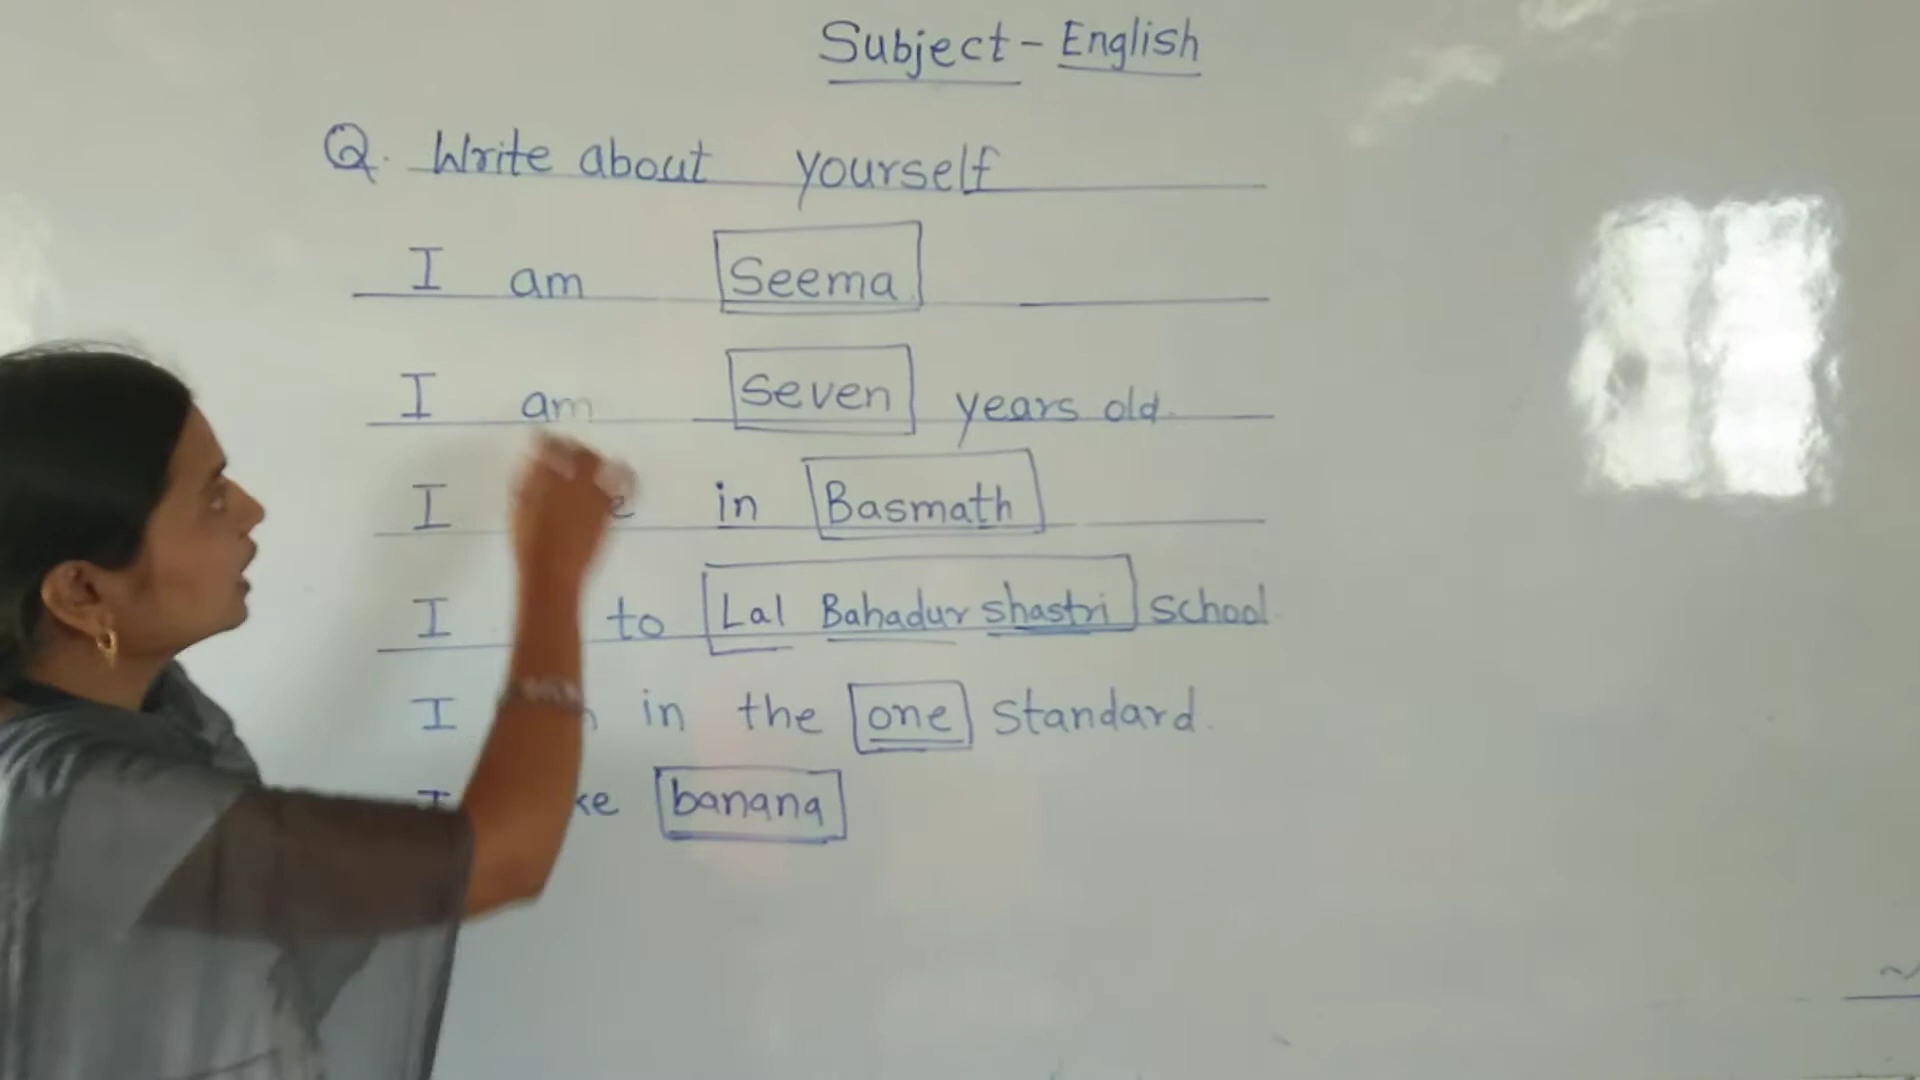 Subject - English
Q. Write about yourself
I am Seema
I am seven years old.
I in Basmath
I to Lal Bahadur shastri school
I in the one standard.
I banana